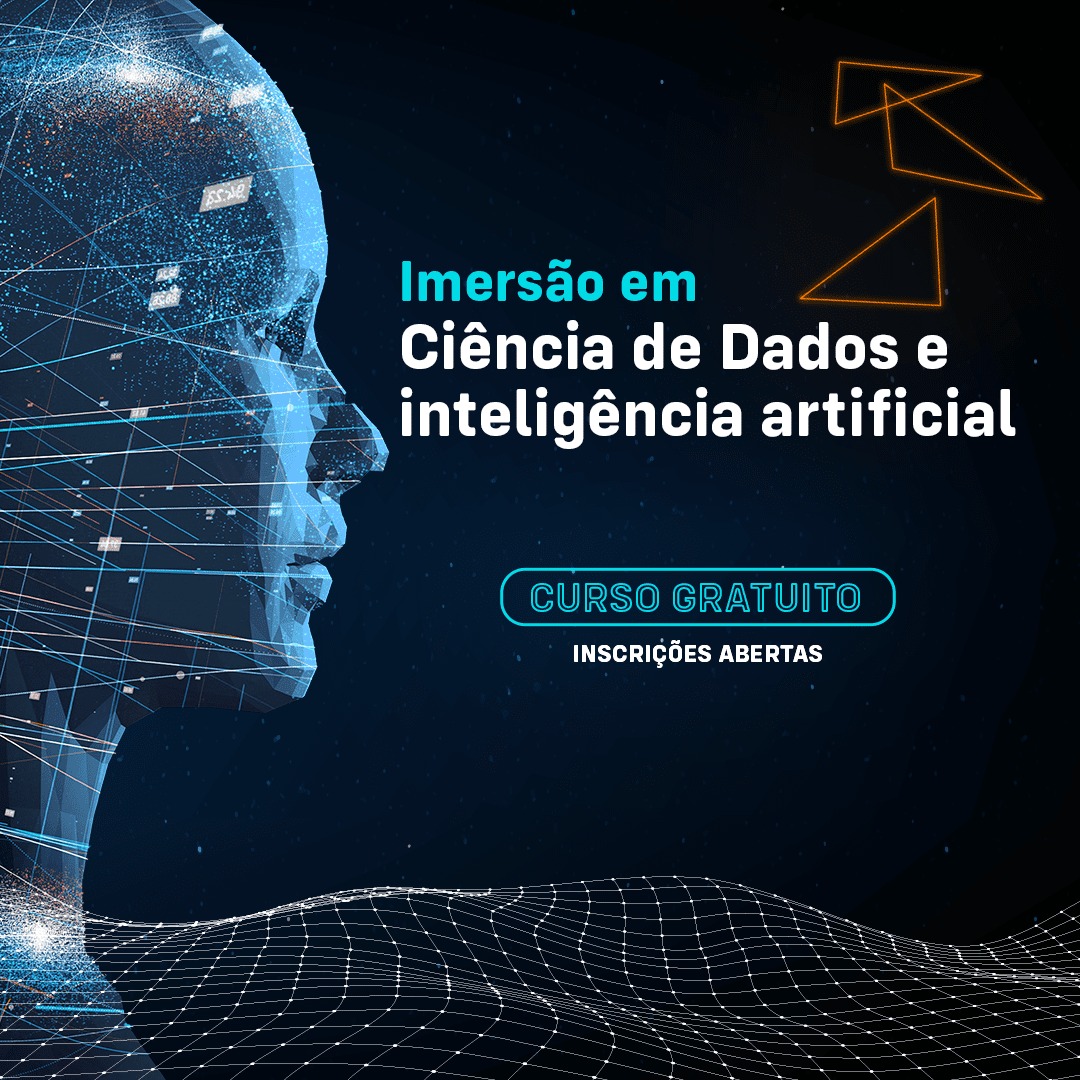 Imersão em
Ciência de Dados e
inteligência artificial
CURSO GRATUITO
INSCRIÇÕES ABERTAS